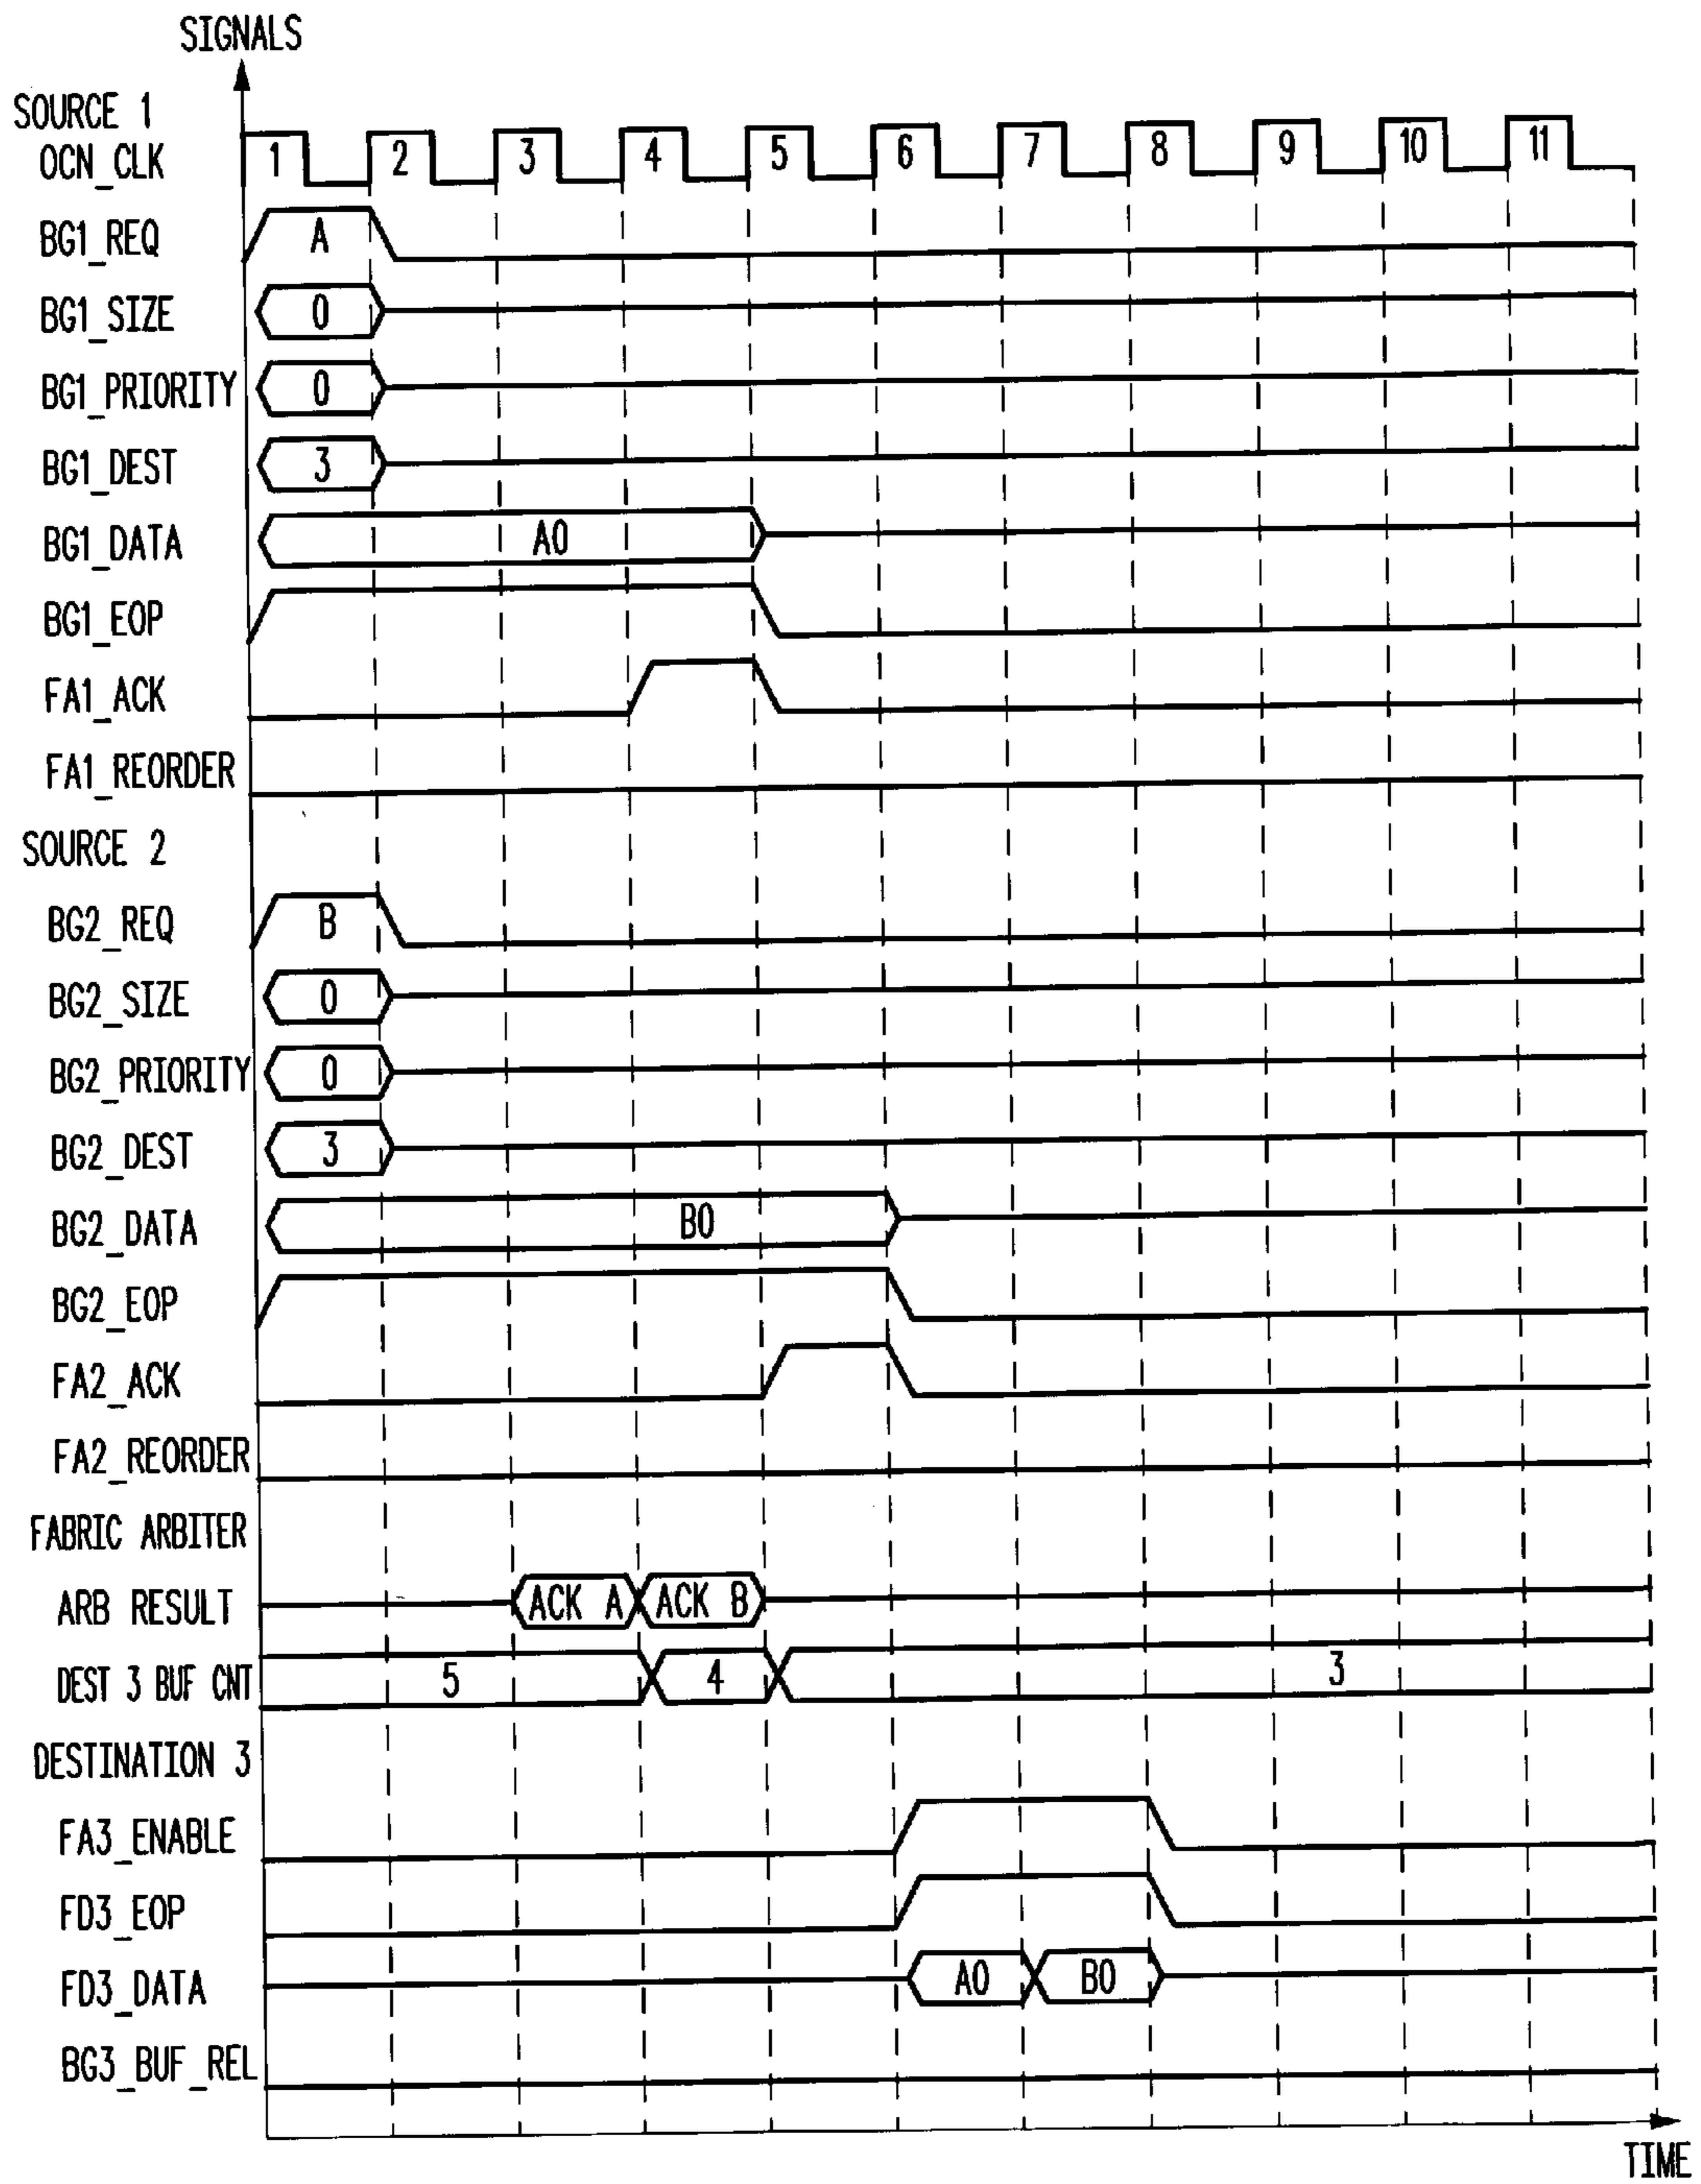 SIGNALS
SOURCE 1
OCN_CLK 1 2 3 4 5 6 7 8 9 10 11
BG1_REQ A
BG1_SIZE 0
BG1_PRIORITY 0
BG1_DEST 3
BG1_DATA A0
BG1_EOP
FA1_ACK
FA1_REORDER
SOURCE 2
BG2_REQ B
BG2_SIZE 0
BG2_PRIORITY 0
BG2_DEST 3
BG2_DATA B0
BG2_EOP
FA2_ACK
FA2_REORDER
FABRIC ARBITER
ARB RESULT ACK A ACK B
DEST 3 BUF CNT 5 4 3
DESTINATION 3
FA3_ENABLE
FD3_EOP
FD3_DATA A0 B0
BG3_BUF_REL
TIME